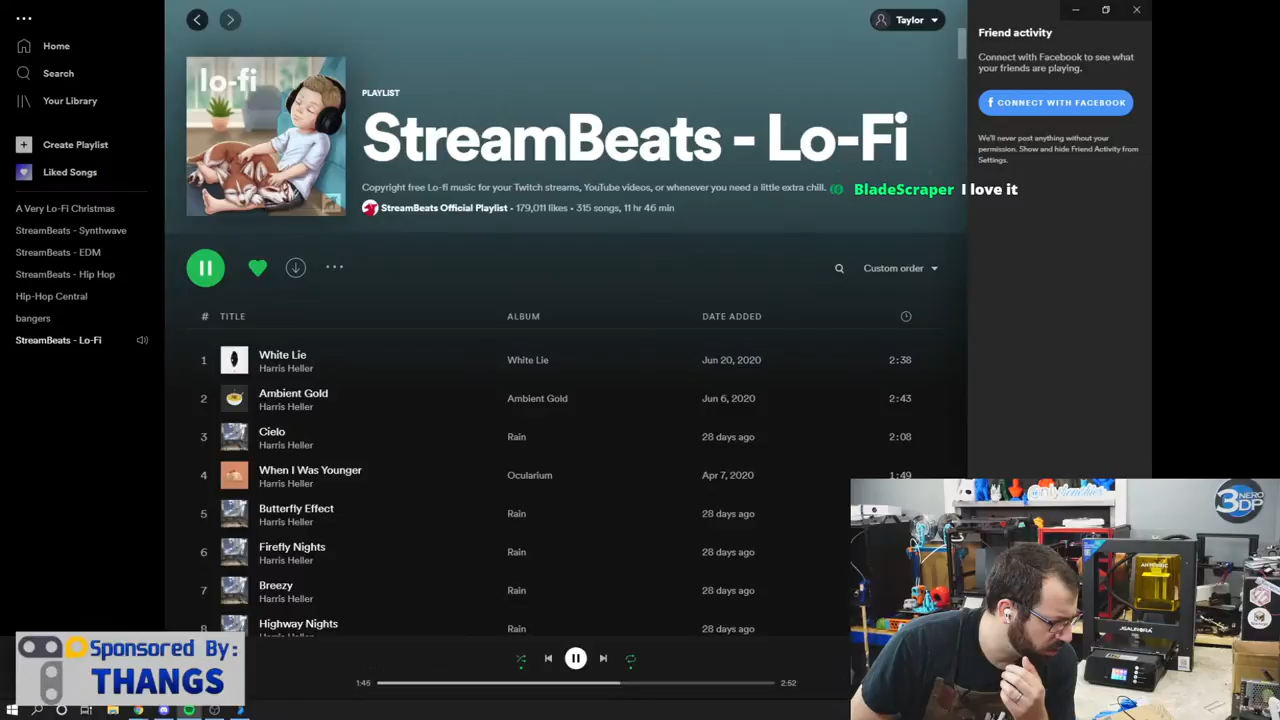 Home
Search
Your Library
Create Playlist
Liked Songs
A Very Lo-Fi Christmas
StreamBeats - Synthwave
StreamBeats - EDM
StreamBeats - Hip Hop
Hip-Hop Central
bangers
StreamBeats - Lo-Fi
Taylor
lo-fi
PLAYLIST
StreamBeats - Lo-Fi
Copyright free Lo-fi music for your Twitch streams, YouTube videos, or whenever you need a little extra chill.
StreamBeats Official Playlist • 179,011 likes • 315 songs, 11 hr 46 min
Custom order
# TITLE ALBUM DATE ADDED
1 White Lie White Lie Jun 20, 2020 2:38
Harris Heller
2 Ambient Gold Ambient Gold Jun 6, 2020 2:43
Harris Heller
3 Cielo Rain 28 days ago 2:08
Harris Heller
4 When I Was Younger Ocularium Apr 7, 2020 1:49
Harris Heller
5 Butterfly Effect Rain 28 days ago
Harris Heller
6 Firefly Nights Rain 28 days ago
Harris Heller
7 Breezy Rain 28 days ago
Harris Heller
8 Highway Nights Rain 28 days ago
Friend activity
Connect with Facebook to see what
your friends are playing.
f CONNECT WITH FACEBOOK
We'll never post anything without your
permission. Show and hide Friend Activity from
Settings.
BladeScraper I love it
NERD
3DP
JGAURORA
Sponsored By:
THANGS
1:45 2:52